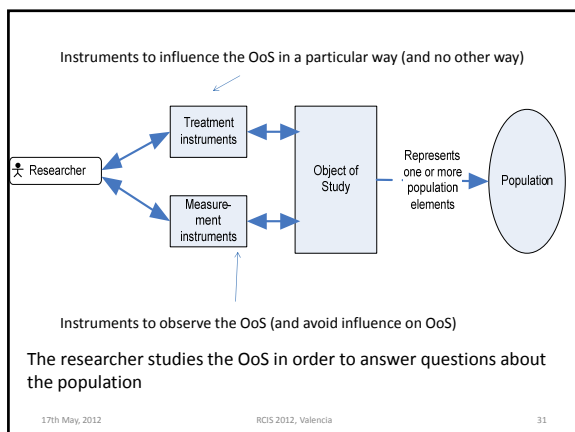 Instruments to influence the OoS in a particular way (and no other way)
Treatment
instruments
Researcher
Measure-
ment
instruments
Object of
Study
Represents
one or more
population
elements
Population
Instruments to observe the OoS (and avoid influence on OoS)
The researcher studies the OoS in order to answer questions about
the population
17th May, 2012
RCIS 2012, Valencia
31